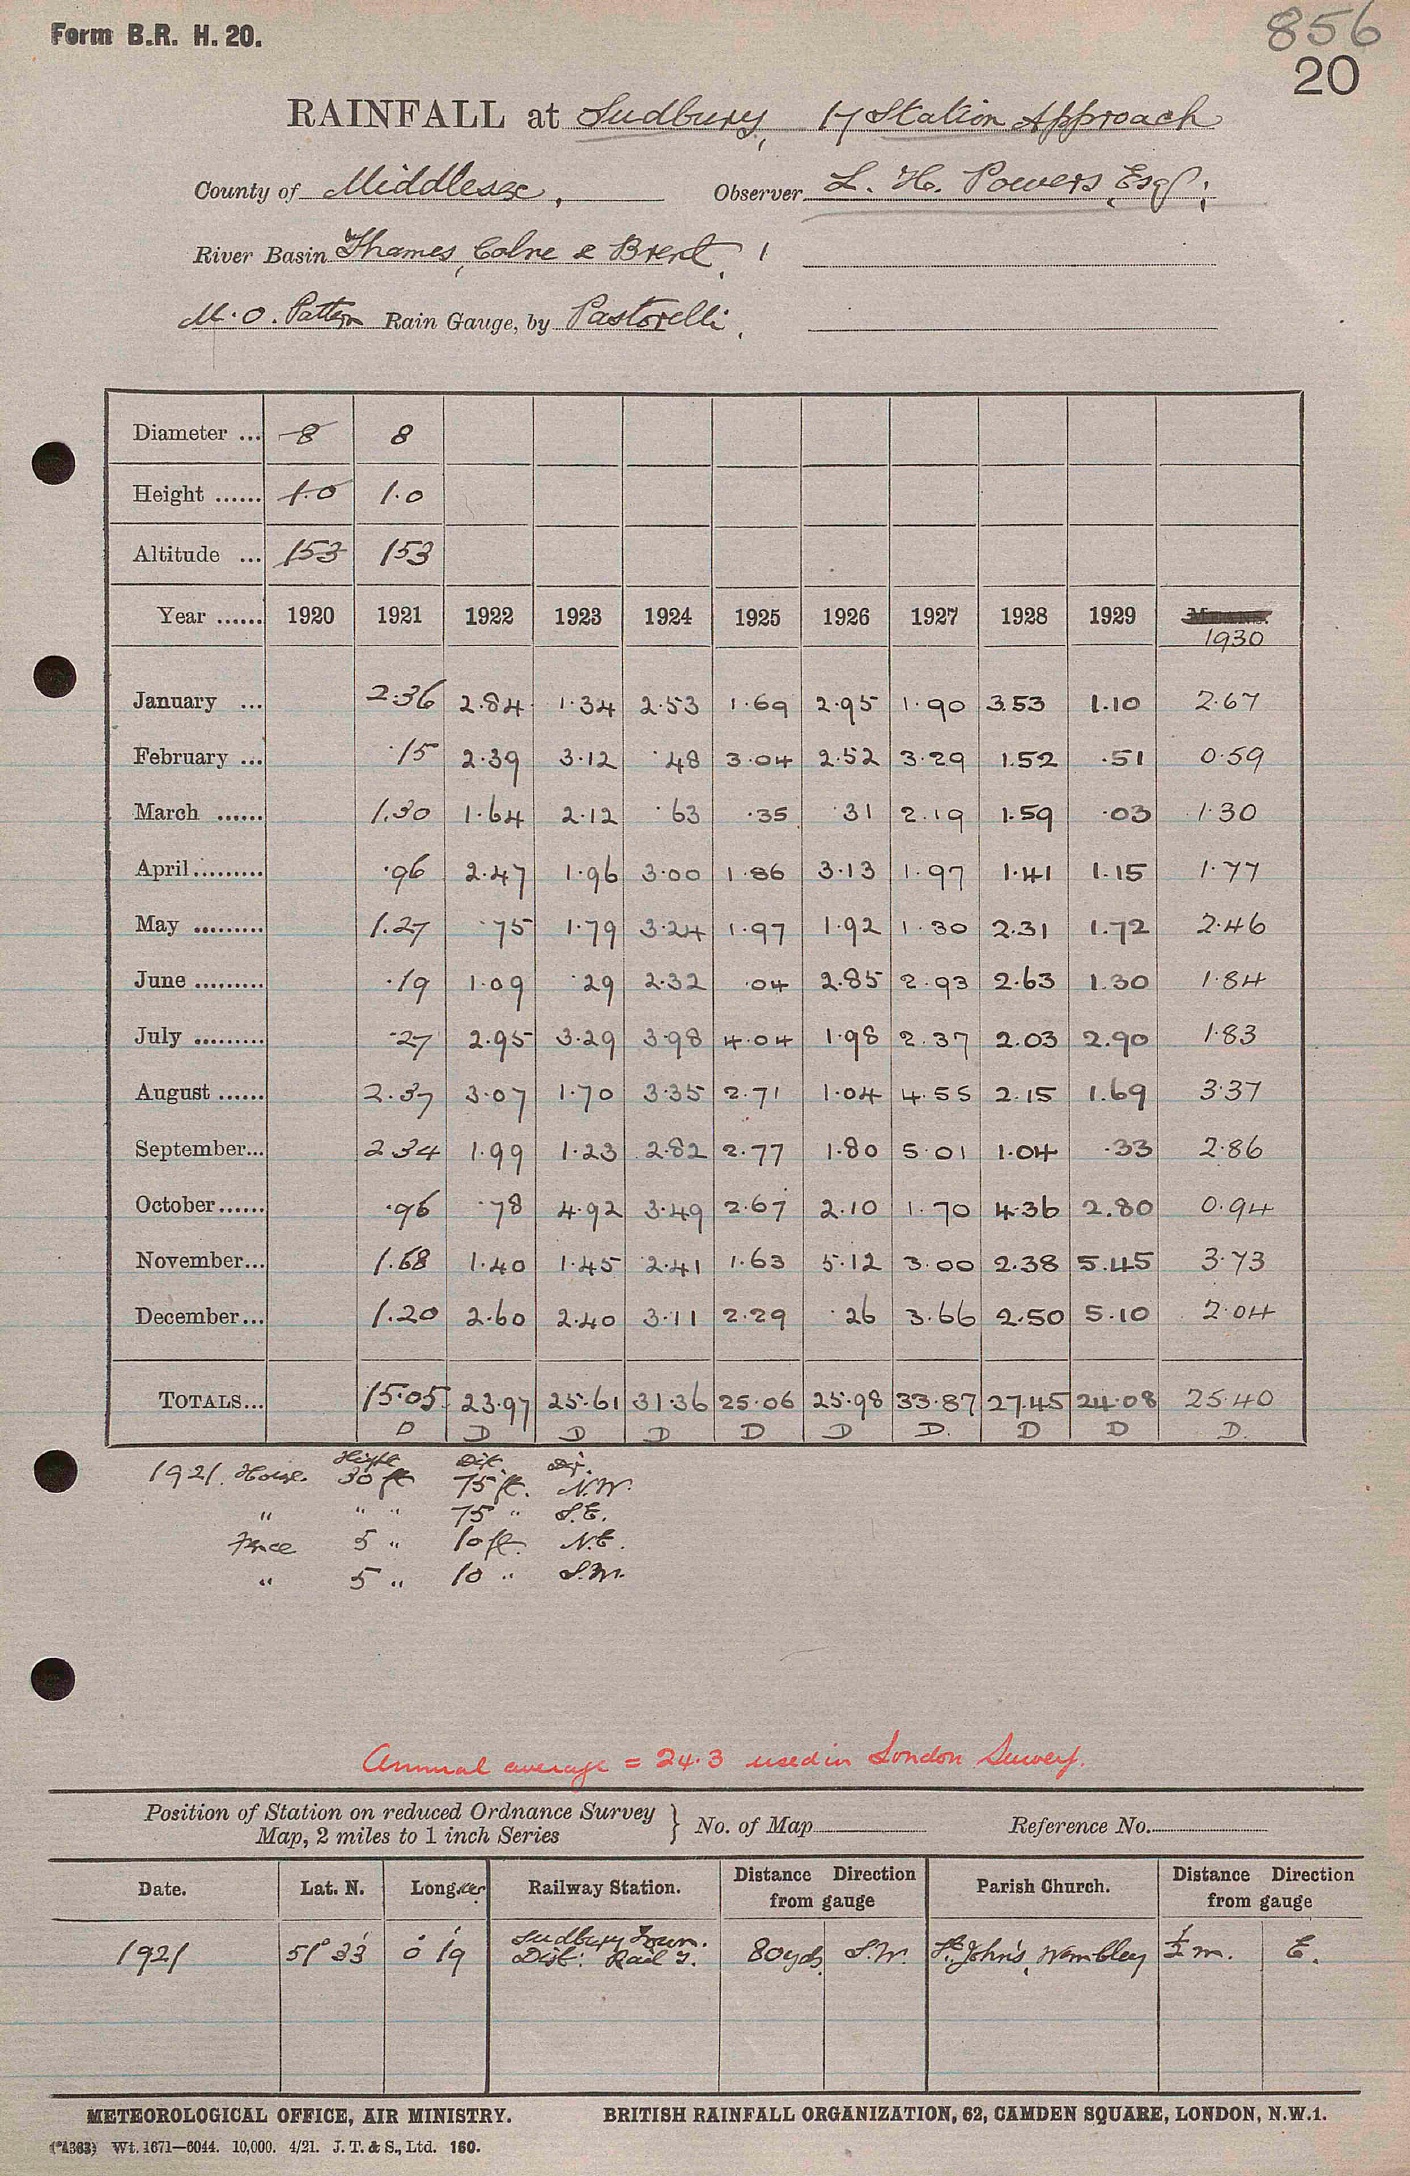 Form B.R. H. 20.
856
20
RAINFALL at Sudbury, 17 Station Approach
County of Middlesex, Observer L. H. Powers, Esq.;
River Basin Thames, Colne & Brent, 1
M.O. Pattern Rain Gauge, by Pastorelli,
Diameter ... 8 8
Height ...... 1.0 1.0
Altitude ... 153 153
Year ...... 1920 1921 1922 1923 1924 1925 1926 1927 1928 1929 Means. 1930
January ... 2.36 2.84 1.34 2.53 1.69 2.95 1.90 3.53 1.10 2.67
February ... .15 2.39 3.12 .48 3.04 2.52 3.29 1.52 .51 0.59
March ...... 1.30 1.64 2.12 .63 .35 .31 2.19 1.59 .03 1.30
April ......... .96 2.47 1.96 3.00 1.86 3.13 1.97 1.41 1.15 1.77
May ......... 1.27 .75 1.79 3.24 1.97 1.92 1.30 2.31 1.72 2.46
June ......... .19 1.09 .29 2.32 .04 2.85 2.93 2.63 1.30 1.84
July ......... .27 2.95 3.29 3.98 4.04 1.98 2.37 2.03 2.90 1.83
August ...... 2.37 3.07 1.70 3.35 2.71 1.04 4.55 2.15 1.69 3.37
September... 2.34 1.99 1.23 2.82 2.77 1.80 5.01 1.04 .33 2.86
October ...... .96 .78 4.92 3.49 2.67 2.10 1.70 4.36 2.80 0.94
November... 1.68 1.40 1.45 2.41 1.63 5.12 3.00 2.38 5.45 3.73
December... 1.20 2.60 2.40 3.11 2.29 .26 3.66 2.50 5.10 2.04
TOTALS... 15.05 23.97 25.61 31.36 25.06 25.98 33.87 27.45 24.08 25.40
D D D D D D D. D D D.
Height Dist. Dir.
1921. House 30 ft 75 ft. N.W.
" " " 75 " S.E.
Fence 5 " 10 ft. N.E.
" 5 " 10 " S.W.
Annual average = 24.3 used in London Survey.
Position of Station on reduced Ordnance Survey Map, 2 miles to 1 inch Series } No. of Map Reference No.
Date. Lat. N. Long. W. Railway Station. Distance Direction from gauge Parish Church. Distance Direction from gauge
1921 51° 33' 0° 19' Sudbury Town. Dist: Rail Y. 80 yds. S.W. St. John's, Wembley ½ m. E.
METEOROLOGICAL OFFICE, AIR MINISTRY. BRITISH RAINFALL ORGANIZATION, 62, CAMDEN SQUARE, LONDON, N.W.1.
(*A363) Wt. 1671—6044. 10,000. 4/21. J. T. & S., Ltd. 160.